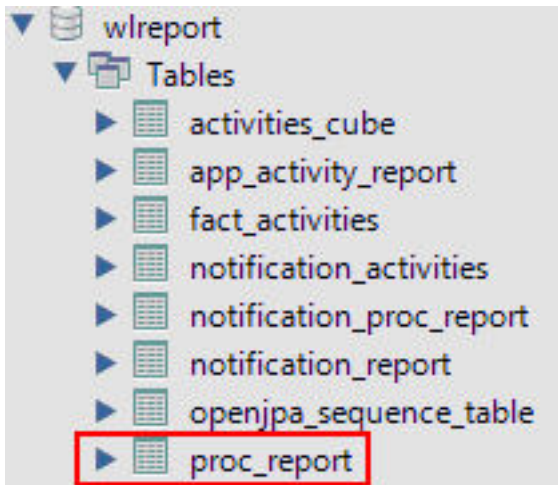 wlreport
Tables
activities_cube
app_activity_report
fact_activities
notification_activities
notification_proc_report
notification_report
openjpa_sequence_table
proc_report